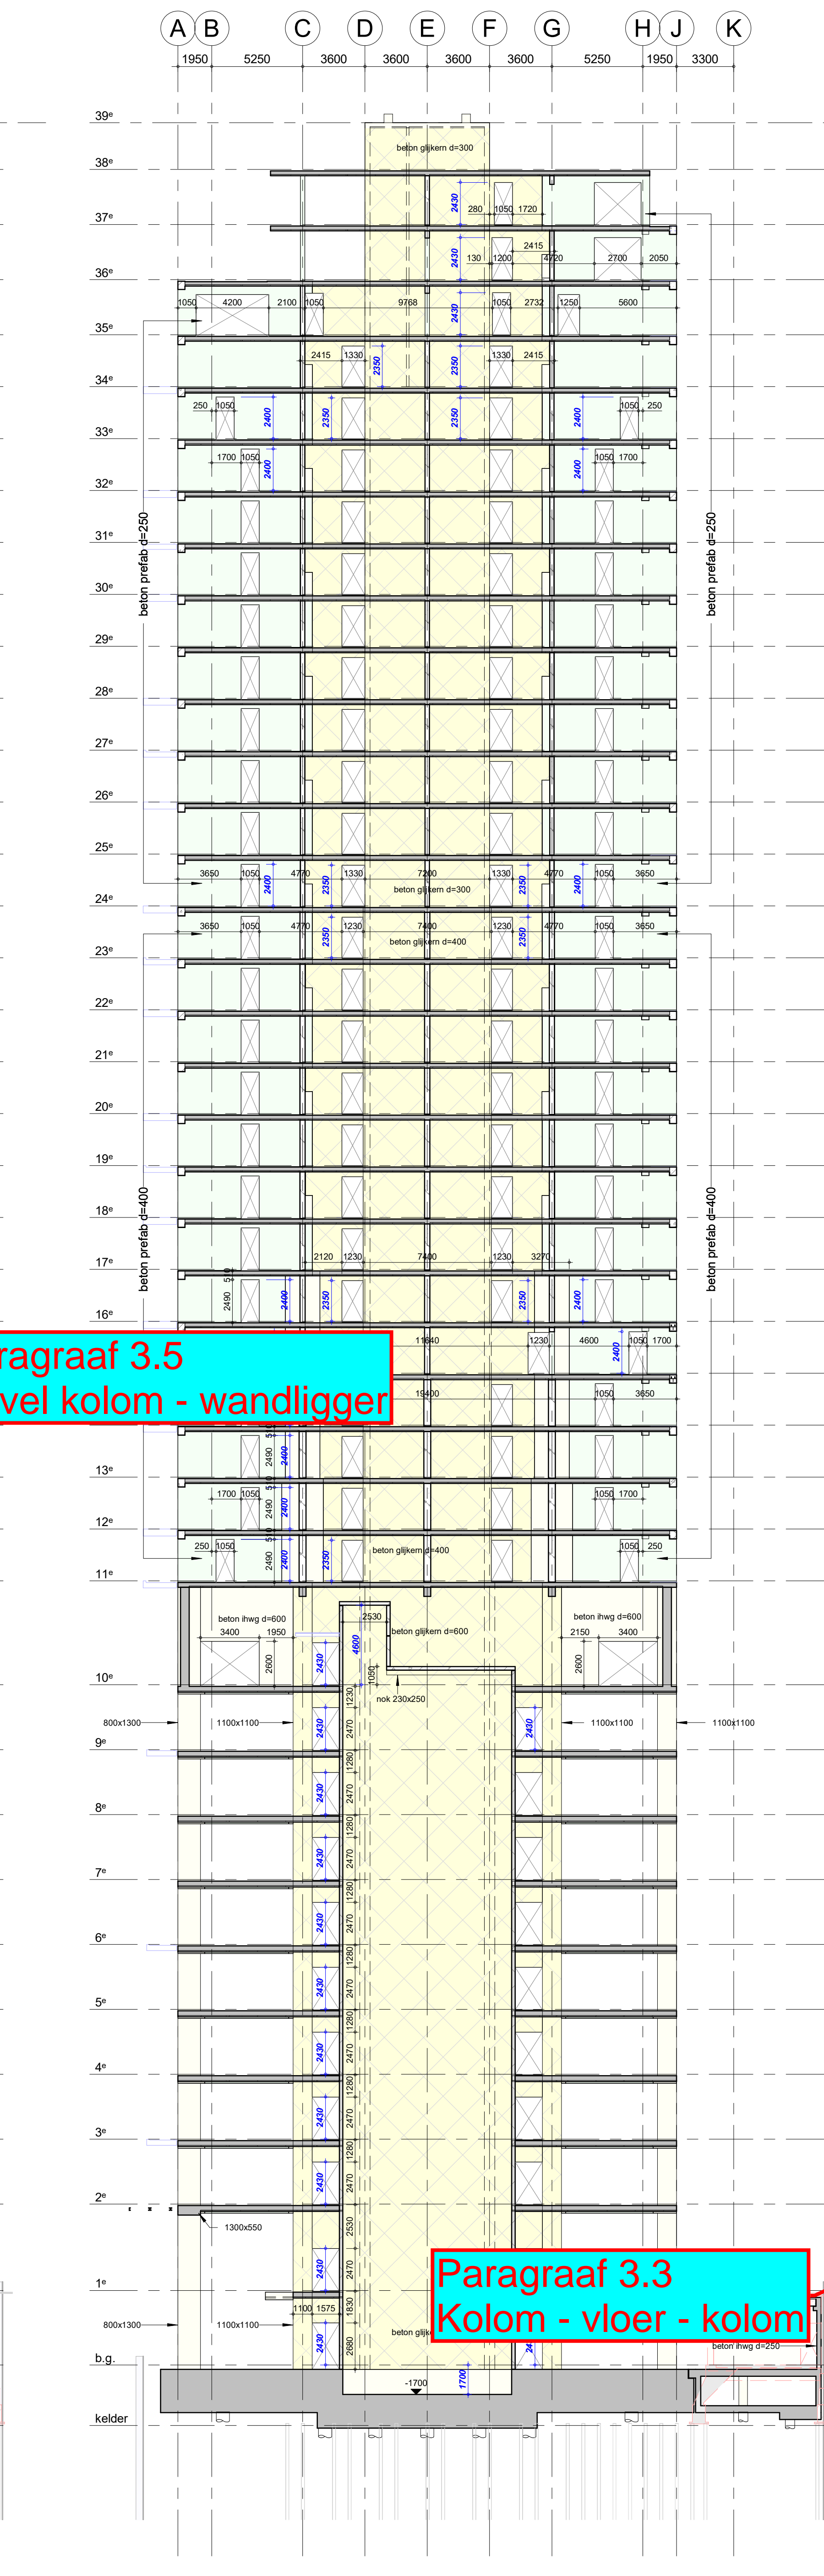 A B C D E F G H J K
1950 5250 3600 3600 3600 3600 5250 1950 3300
39e
beton glijkern d=300
38e
2430 280 1050 1720
37e
2415
2430 130 1200 4720 2700 2050
36e
1050 4200 2100 1050 9768 2430 1050 2732 1250 5600
35e
2415 1330 2350 2350 1330 2415
34e
250 1050 2400 2350 2350 2400 1050 250
33e
1700 1050 2400 2400 1050 1700
32e
beton prefab d=250 beton prefab d=250
31e
30e
29e
28e
27e
26e
25e
3650 1050 2400 4770 2350 1330 7200 1330 2350 4770 2400 1050 3650
beton glijkern d=300
24e
3650 1050 4770 2350 1230 7400 1230 2350 4770 1050 3650
beton glijkern d=400
23e
22e
21e
20e
19e
18e
beton prefab d=400 beton prefab d=400
2120 1230 7400 1230 3270
17e
510
2490 2400 2350 2350 2400
16e
ragraaf 3.5
vel kolom - wandligger
11640 1230 4600 2400 1050 1700
19400 1050 3650
510
2490 2400
13e
510
1700 1050 2490 2400 1050 1700
12e
510
250 1050 2490 2400 2350 beton glijkern d=400 1050 250
11e
beton ihwg d=600 2530 beton glijkern d=600 beton ihwg d=600
3400 1950 4600 2150 3400
2600 2430 1050 2600
10e
nok 230x250
1230
800x1300 1100x1100 2430 2470 2430 1100x1100 1100x1100
9e
1280
2430 2470
8e
1280
2430 2470
7e
1280
2430 2470
6e
1280
2430 2470
5e
1280
2430 2470
4e
1280
2430 2470
3e
1280
2430 2470
2e
1300x550 2530
2430 2470
Paragraaf 3.3
Kolom - vloer - kolom
1e
1100 1575 1830
800x1300 1100x1100 2430 2680 beton glijke
beton ihwg d=250
b.g.
-1700 1700
kelder